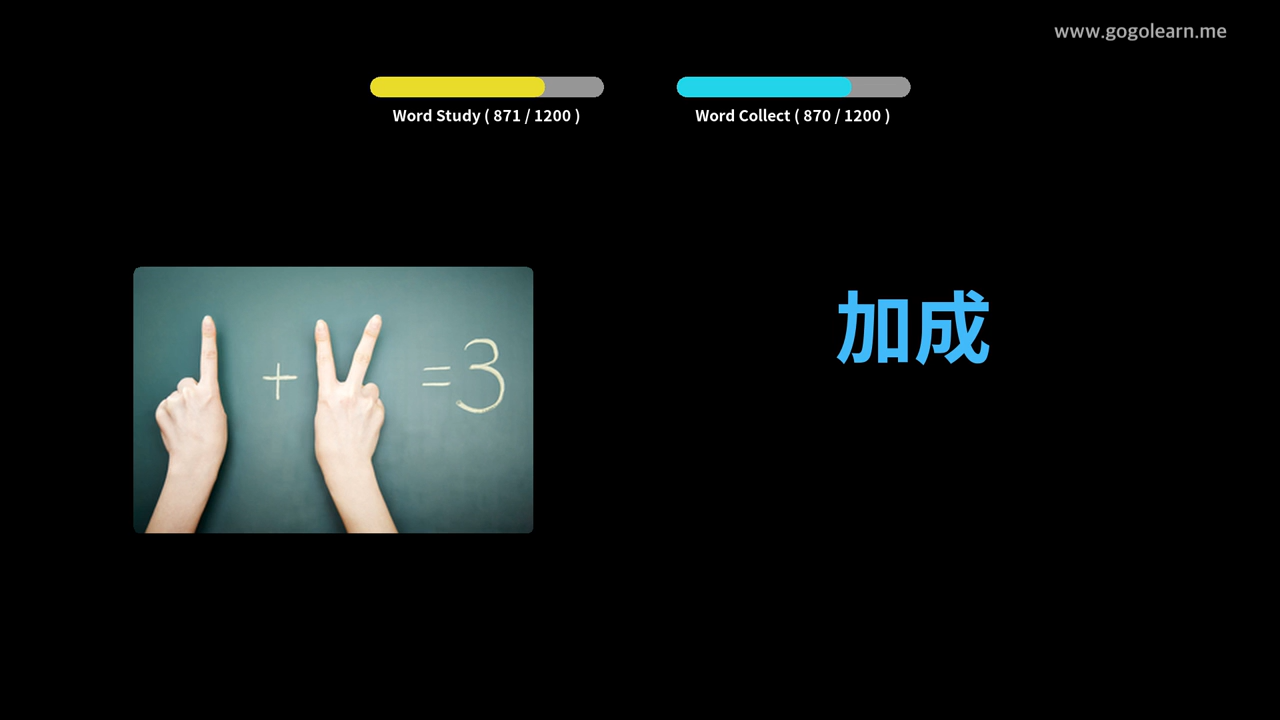 www.gogolearn.me
Word Study ( 871 / 1200 )
Word Collect ( 870 / 1200 )
+ = 3
加成